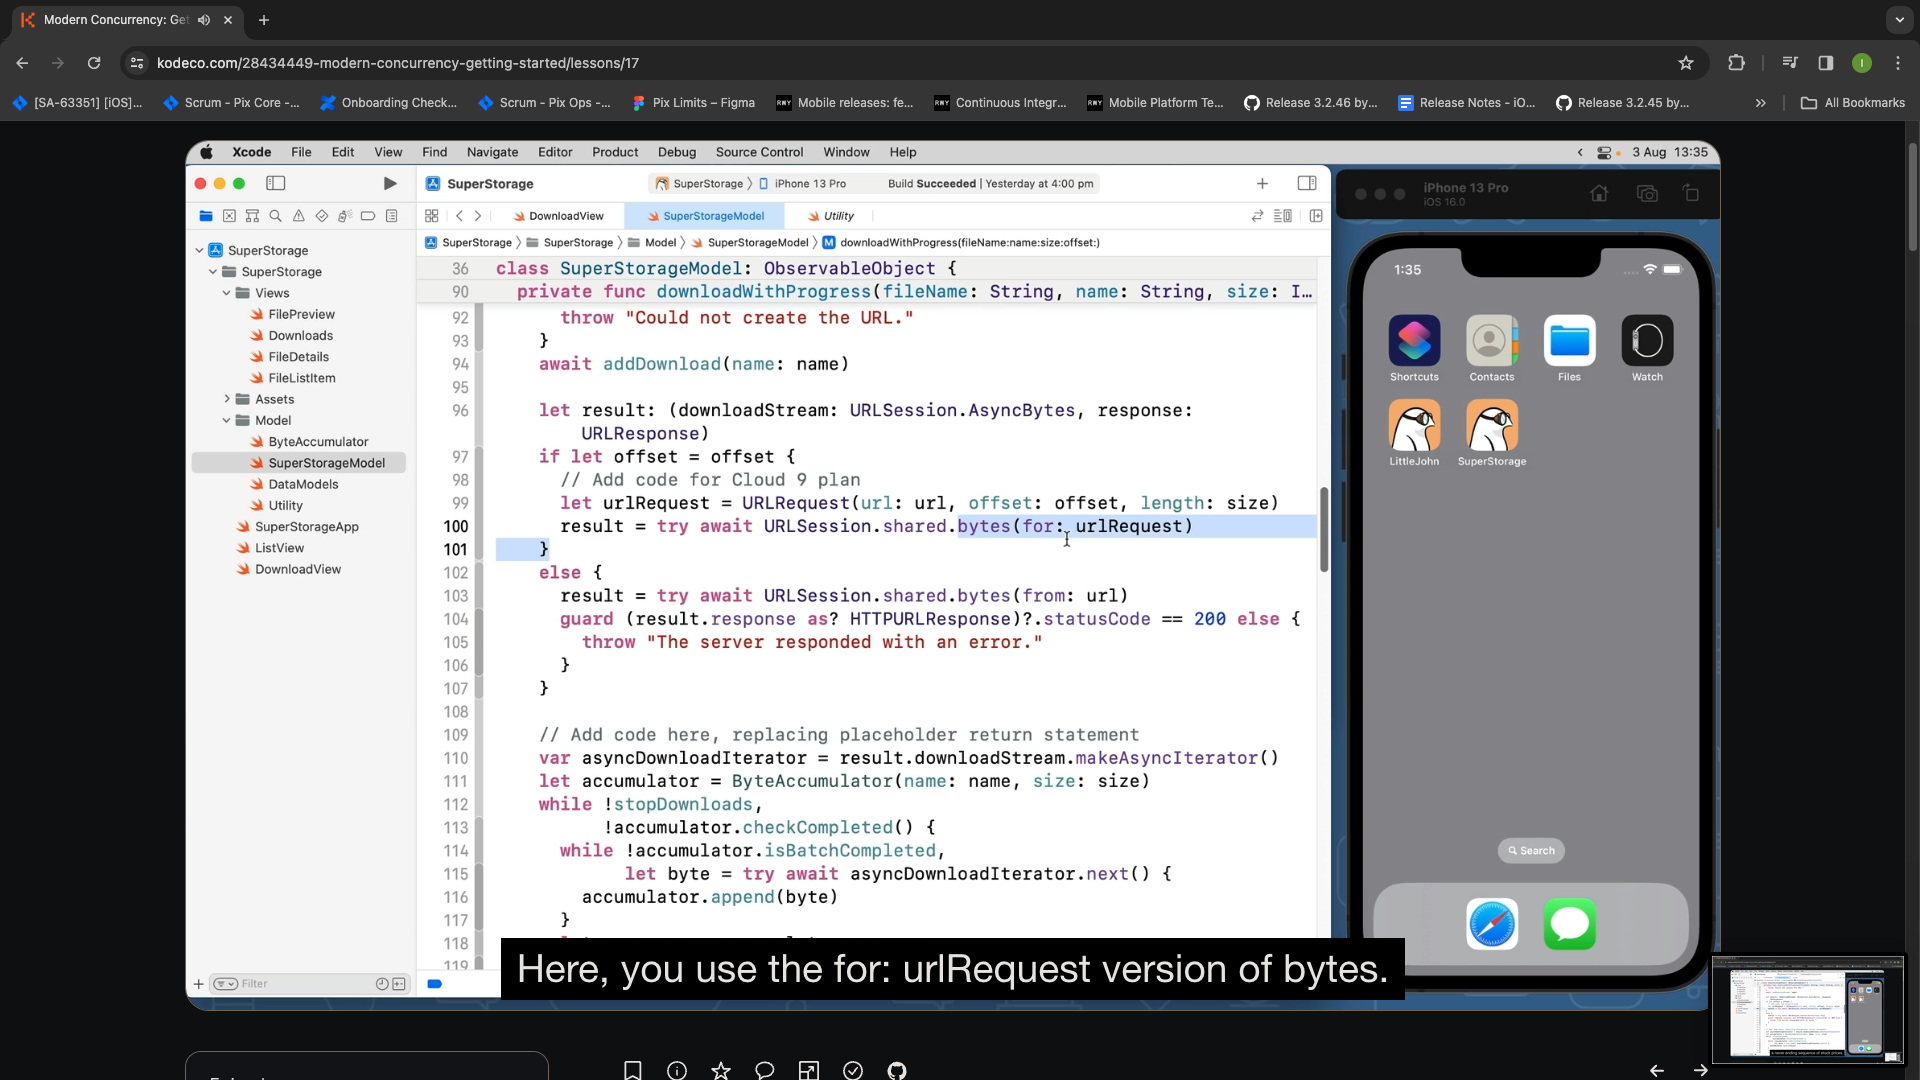 Modern Concurrency: Get
kodeco.com/28434449-modern-concurrency-getting-started/lessons/17
[SA-63351] [iOS]...
Scrum - Pix Core -...
Onboarding Check...
Scrum - Pix Ops -...
Pix Limits – Figma
Mobile releases: fe...
Continuous Integr...
Mobile Platform Te...
Release 3.2.46 by...
Release Notes - iO...
Release 3.2.45 by...
»
All Bookmarks
Xcode File Edit View Find Navigate Editor Product Debug Source Control Window Help
3 Aug 13:35
SuperStorage
SuperStorage 〉 iPhone 13 Pro
Build Succeeded | Yesterday at 4:00 pm
iPhone 13 Pro
iOS 16.0
DownloadView
SuperStorageModel
Utility
SuperStorage 〉 SuperStorage 〉 Model 〉 SuperStorageModel 〉 M downloadWithProgress(fileName:name:size:offset:)
SuperStorage
SuperStorage
Views
FilePreview
Downloads
FileDetails
FileListItem
Assets
Model
ByteAccumulator
SuperStorageModel
DataModels
Utility
SuperStorageApp
ListView
DownloadView
Filter
36 class SuperStorageModel: ObservableObject {
90 private func downloadWithProgress(fileName: String, name: String, size: I...
92 throw "Could not create the URL."
93 }
94 await addDownload(name: name)
95
96 let result: (downloadStream: URLSession.AsyncBytes, response:
URLResponse)
97 if let offset = offset {
98 // Add code for Cloud 9 plan
99 let urlRequest = URLRequest(url: url, offset: offset, length: size)
100 result = try await URLSession.shared.bytes(for: urlRequest)
101 }
102 else {
103 result = try await URLSession.shared.bytes(from: url)
104 guard (result.response as? HTTPURLResponse)?.statusCode == 200 else {
105 throw "The server responded with an error."
106 }
107 }
108
109 // Add code here, replacing placeholder return statement
110 var asyncDownloadIterator = result.downloadStream.makeAsyncIterator()
111 let accumulator = ByteAccumulator(name: name, size: size)
112 while !stopDownloads,
113 !accumulator.checkCompleted() {
114 while !accumulator.isBatchCompleted,
115 let byte = try await asyncDownloadIterator.next() {
116 accumulator.append(byte)
117 }
118
119
Here, you use the for: urlRequest version of bytes.
1:35
Shortcuts
Contacts
Files
Watch
LittleJohn
SuperStorage
Search